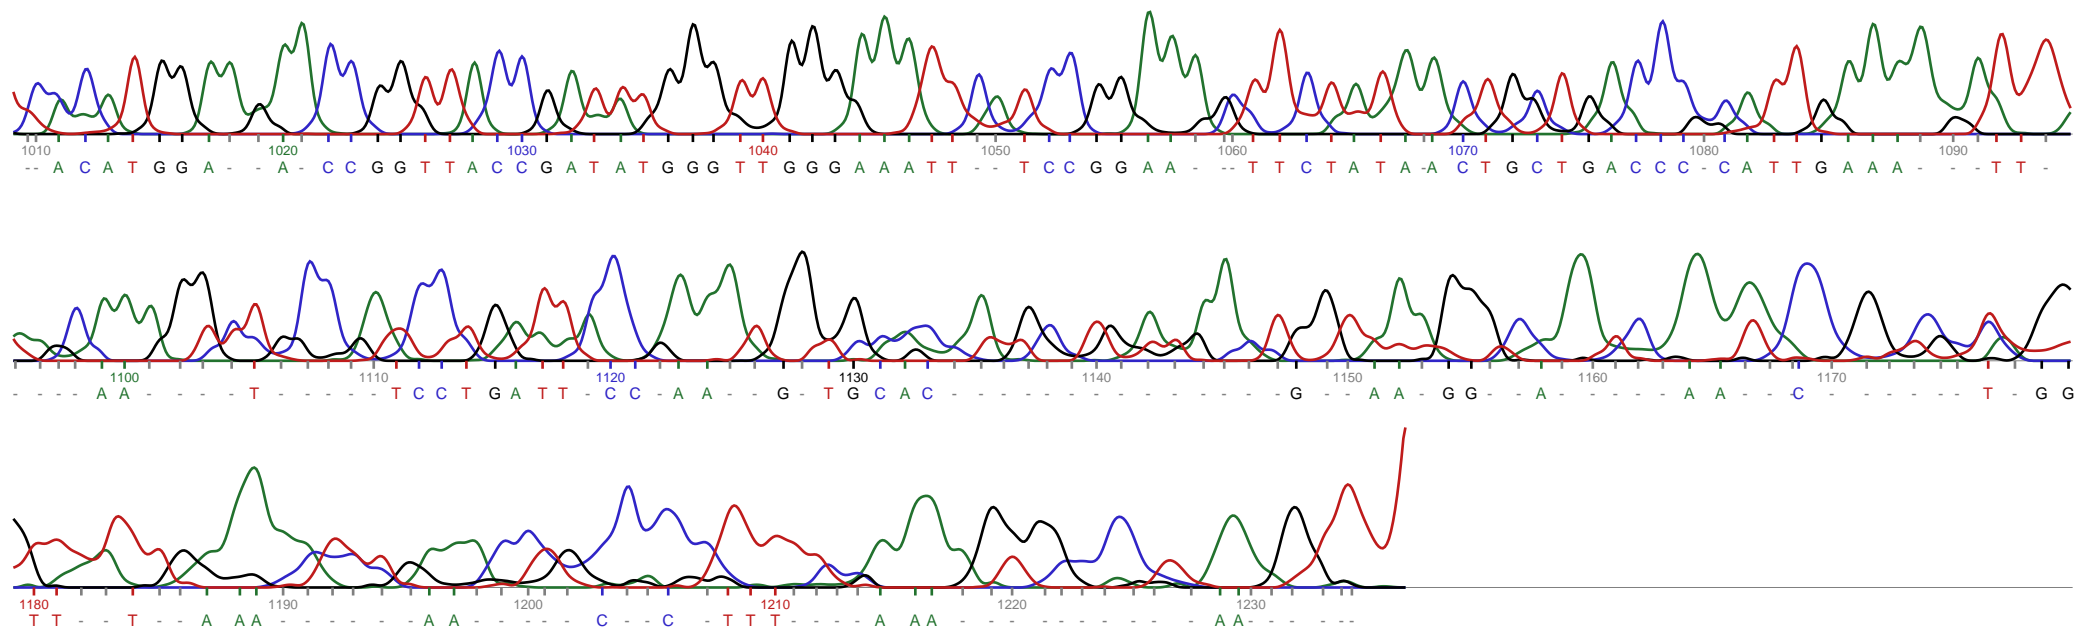 1010 1020 1030 1040 1050 1060 1070 1080 1090
- - A C A T G G A - - A - C C G G T T A C C G A T A T G G G T T G G G A A A T T - - T C C G G A A - - - T T C T A T A - A C T G C T G A C C C - C A T T G A A A - - - T T -
1100 1110 1120 1130 1140 1150 1160 1170
- - - - A A - - - - - T - - - - - - T C C T G A T T - C C - A A - - G - T G C A C - - - - - - - - - - - - - - G - - A A - G G - - A - - - - - A A - - C - - - - - - - T - G G
1180 1190 1200 1210 1220 1230
T T - - T - - A A A - - - - - - A A - - - - - C - - C - T T T - - - - A A A - - - - - - - - - - - A A - - - - - -